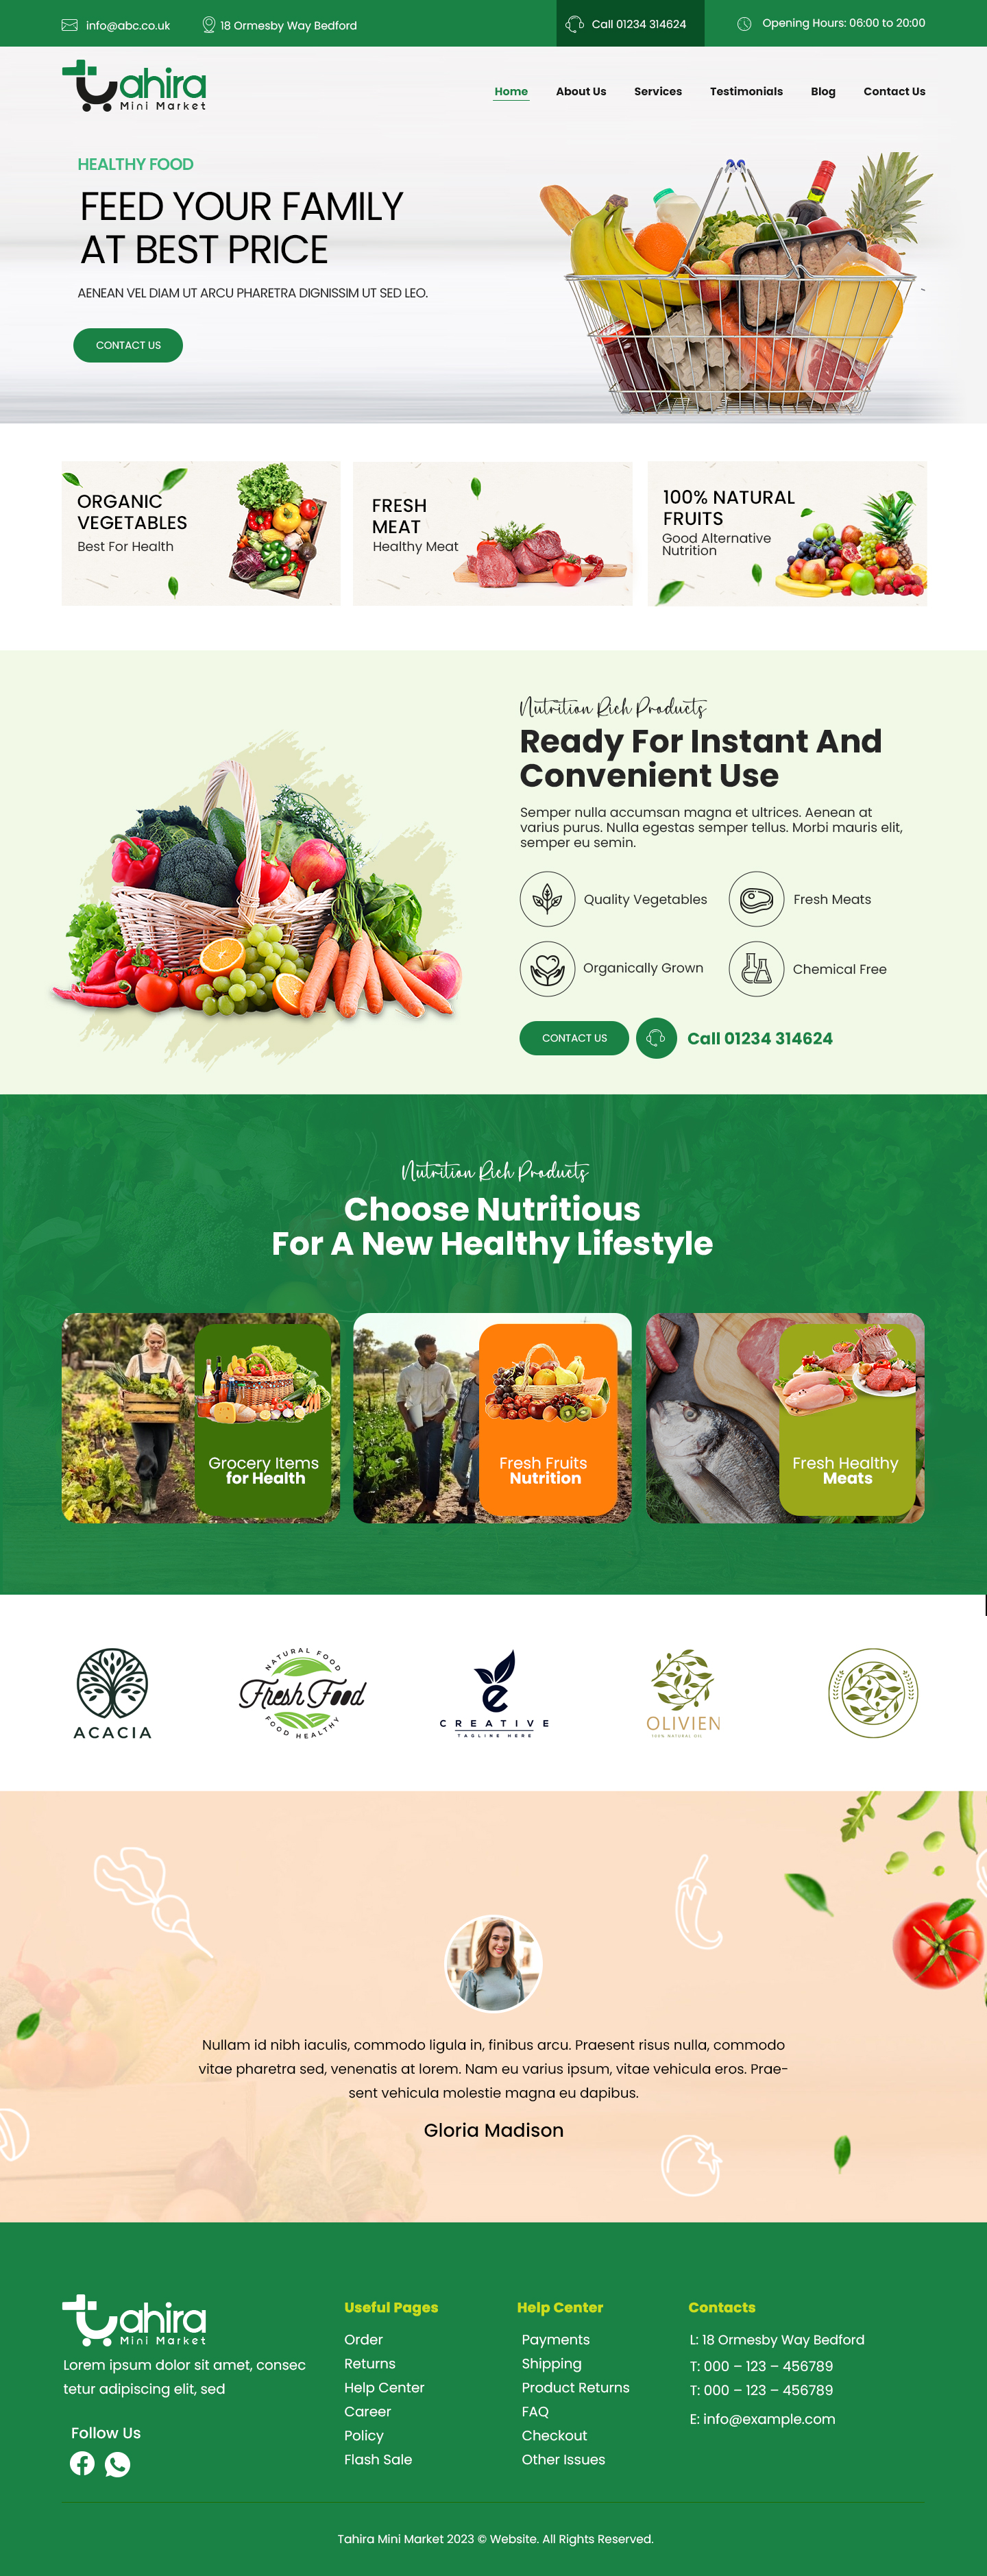 info@abc.co.uk
18 Ormesby Way Bedford
Call 01234 314624
Opening Hours: 06:00 to 20:00
tahira
Mini Market
Home
About Us
Services
Testimonials
Blog
Contact Us
HEALTHY FOOD
FEED YOUR FAMILY
AT BEST PRICE
AENEAN VEL DIAM UT ARCU PHARETRA DIGNISSIM UT SED LEO.
CONTACT US
ORGANIC
VEGETABLES
Best For Health
FRESH
MEAT
Healthy Meat
100% NATURAL
FRUITS
Good Alternative
Nutrition
Nutrition Rich Products
Ready For Instant And
Convenient Use
Semper nulla accumsan magna et ultrices. Aenean at
varius purus. Nulla egestas semper tellus. Morbi mauris elit,
semper eu semin.
Quality Vegetables
Fresh Meats
Organically Grown
Chemical Free
CONTACT US
Call 01234 314624
Nutrition Rich Products
Choose Nutritious
For A New Healthy Lifestyle
Grocery Items
for Health
Fresh Fruits
Nutrition
Fresh Healthy
Meats
ACACIA
NATURAL FOOD
Fresh Food
FOOD HEALTHY
CREATIVE
TAGLINE HERE
OLIVIEN
100% NATURAL OIL
Nullam id nibh iaculis, commodo ligula in, finibus arcu. Praesent risus nulla, commodo
vitae pharetra sed, venenatis at lorem. Nam eu varius ipsum, vitae vehicula eros. Prae-
sent vehicula molestie magna eu dapibus.
Gloria Madison
tahira
Mini Market
Lorem ipsum dolor sit amet, consec
tetur adipiscing elit, sed
Follow Us
Useful Pages
Order
Returns
Help Center
Career
Policy
Flash Sale
Help Center
Payments
Shipping
Product Returns
FAQ
Checkout
Other Issues
Contacts
L: 18 Ormesby Way Bedford
T: 000 – 123 – 456789
T: 000 – 123 – 456789
E: info@example.com
Tahira Mini Market 2023 © Website. All Rights Reserved.